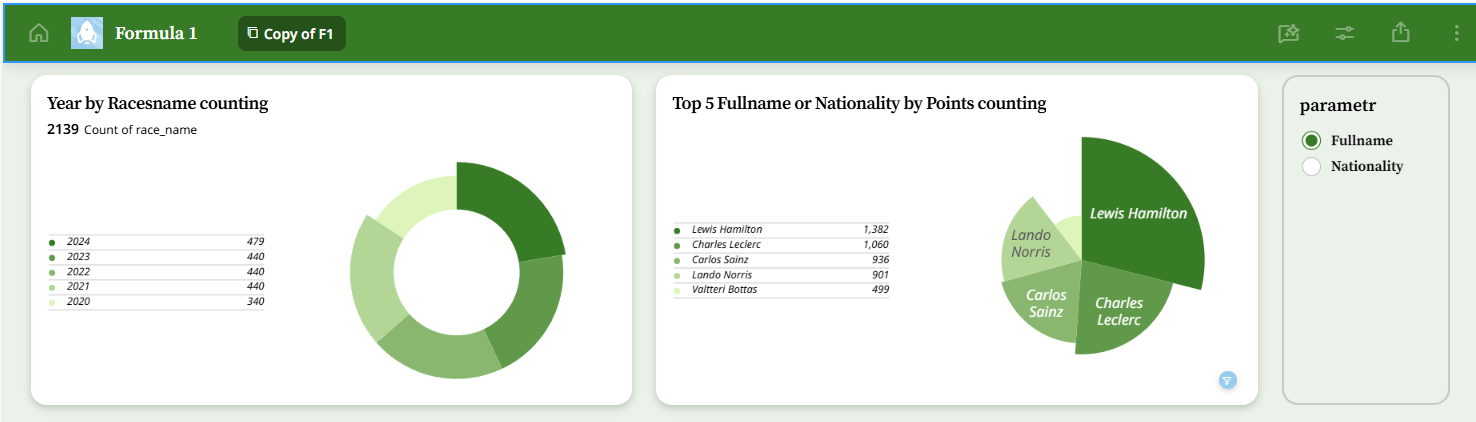 Formula 1
Copy of F1
Year by Racesname counting
2139 Count of race_name
2024 479
2023 440
2022 440
2021 440
2020 340
Top 5 Fullname or Nationality by Points counting
Lewis Hamilton 1,382
Charles Leclerc 1,060
Carlos Sainz 936
Lando Norris 901
Valtteri Bottas 499
Lewis Hamilton
Lando
Norris
Carlos
Sainz
Charles
Leclerc
parametr
Fullname
Nationality